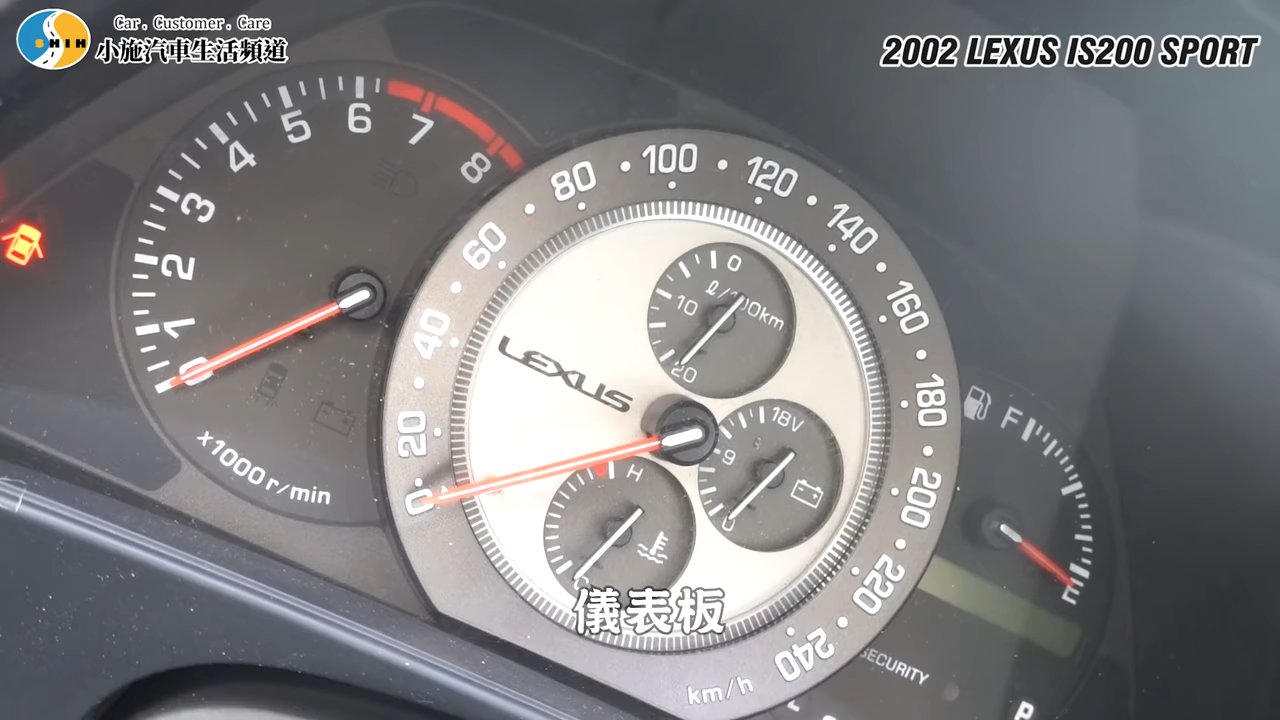 SHIH
Car . Customer . Care
小施汽車生活頻道
2002 LEXUS IS200 SPORT
0
1
2
3
4
5
6
7
8
x1000r/min
0
20
40
60
80
100
120
140
160
180
200
220
240
km/h
LEXUS
0
10
20
ℓ/100km
18V
9
H
F
E
SECURITY
P
儀表板